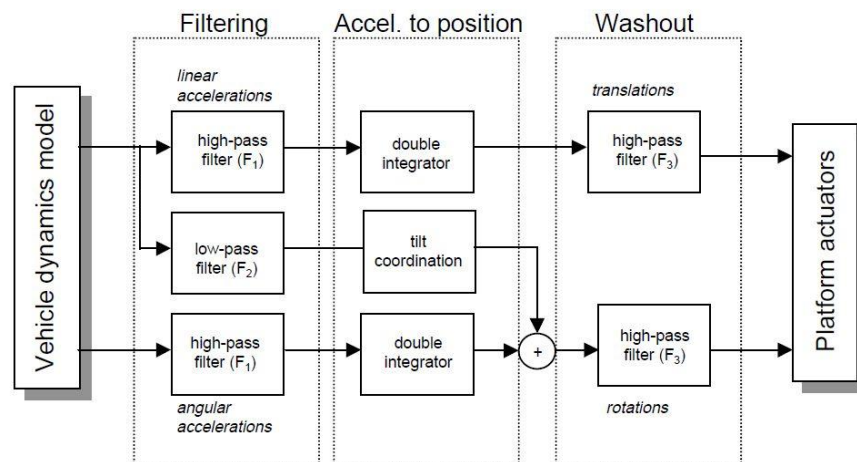 Filtering
Accel. to position
Washout
linear
accelerations
translations
Vehicle dynamics model
high-pass
filter (F₁)
double
integrator
high-pass
filter (F₃)
Platform actuators
low-pass
filter (F₂)
tilt
coordination
high-pass
filter (F₁)
double
integrator
+
high-pass
filter (F₃)
angular
accelerations
rotations